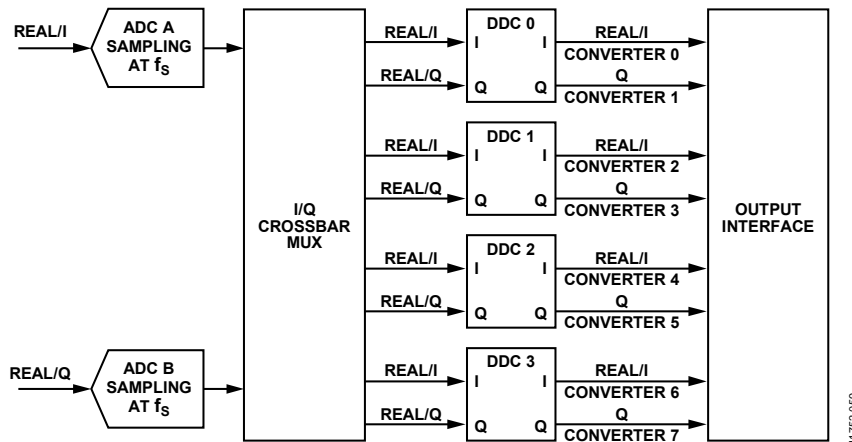 REAL/I
ADC A
SAMPLING
AT fS
REAL/Q
ADC B
SAMPLING
AT fS
I/Q
CROSSBAR
MUX
REAL/I
REAL/Q
DDC 0
I I
Q Q
REAL/I
CONVERTER 0
Q
CONVERTER 1
REAL/I
REAL/Q
DDC 1
I I
Q Q
REAL/I
CONVERTER 2
Q
CONVERTER 3
REAL/I
REAL/Q
DDC 2
I I
Q Q
REAL/I
CONVERTER 4
Q
CONVERTER 5
REAL/I
REAL/Q
DDC 3
I I
Q Q
REAL/I
CONVERTER 6
Q
CONVERTER 7
OUTPUT
INTERFACE